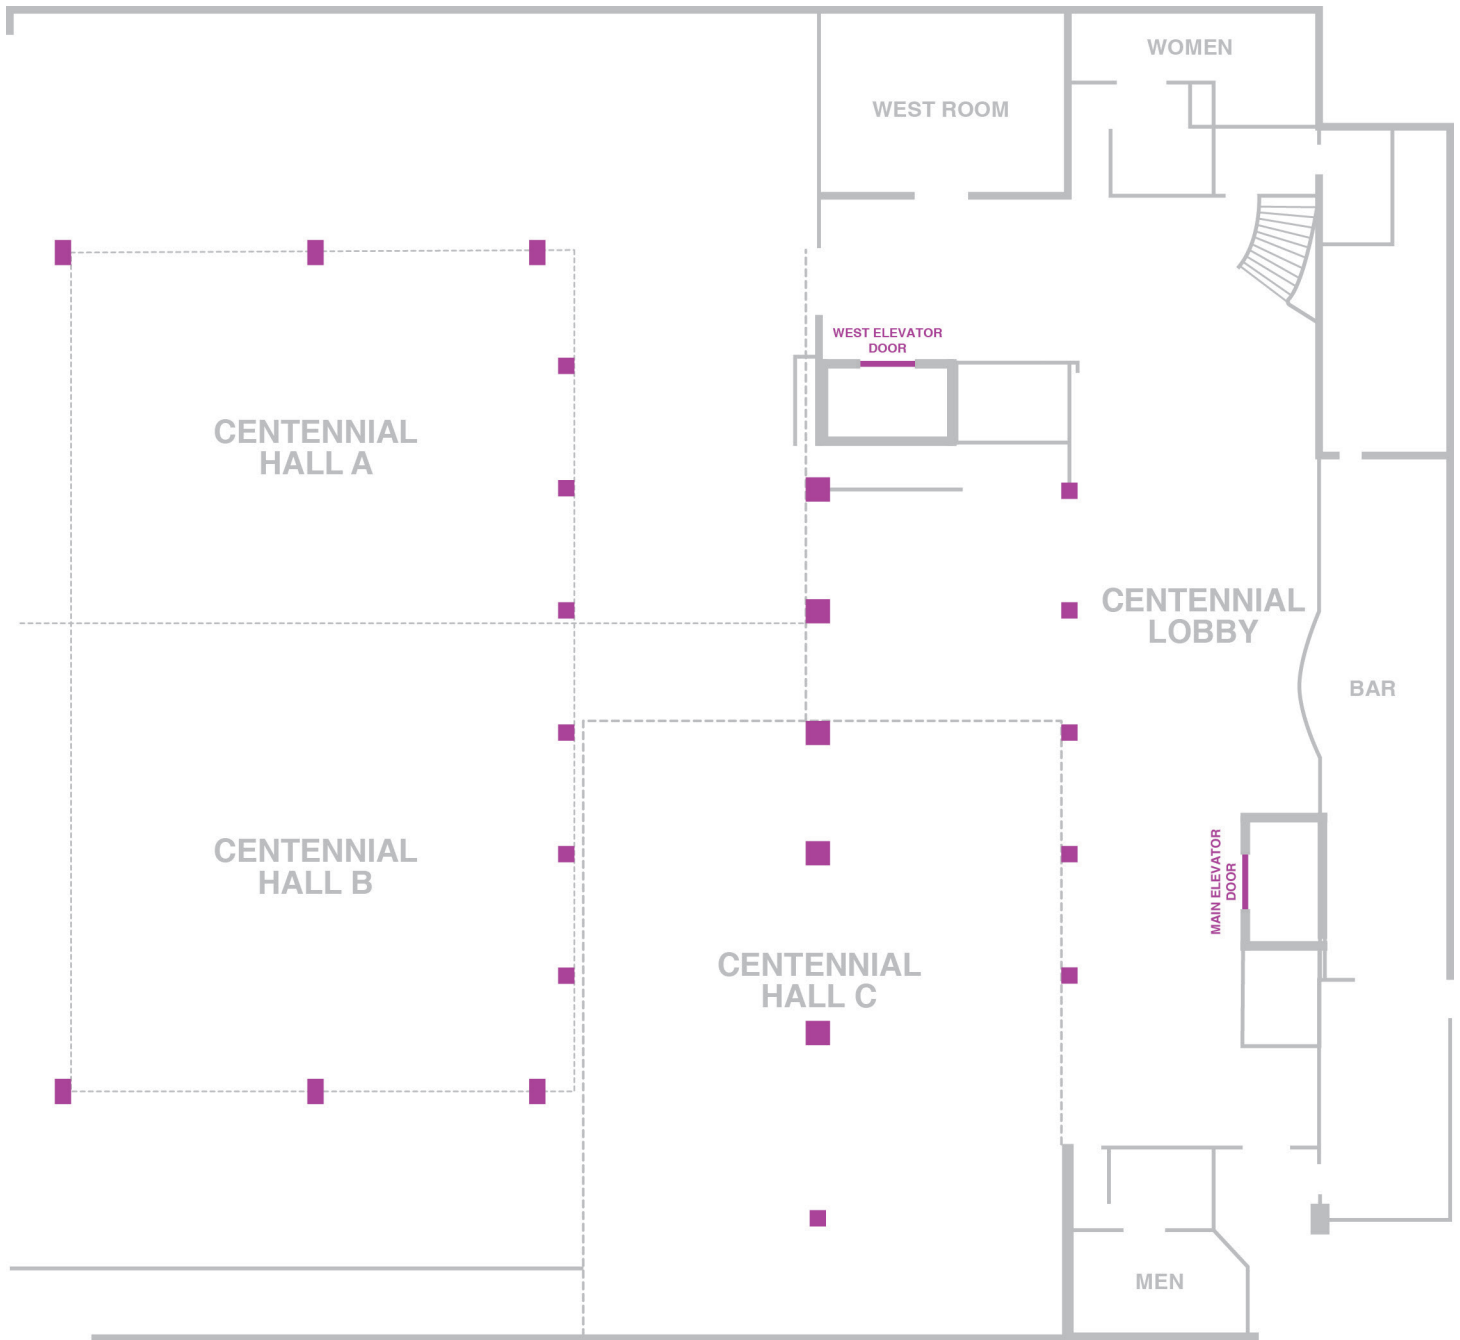 WOMEN
WEST ROOM
WEST ELEVATOR
DOOR
CENTENNIAL
HALL A
CENTENNIAL
LOBBY
BAR
CENTENNIAL
HALL B
MAIN ELEVATOR
DOOR
CENTENNIAL
HALL C
MEN